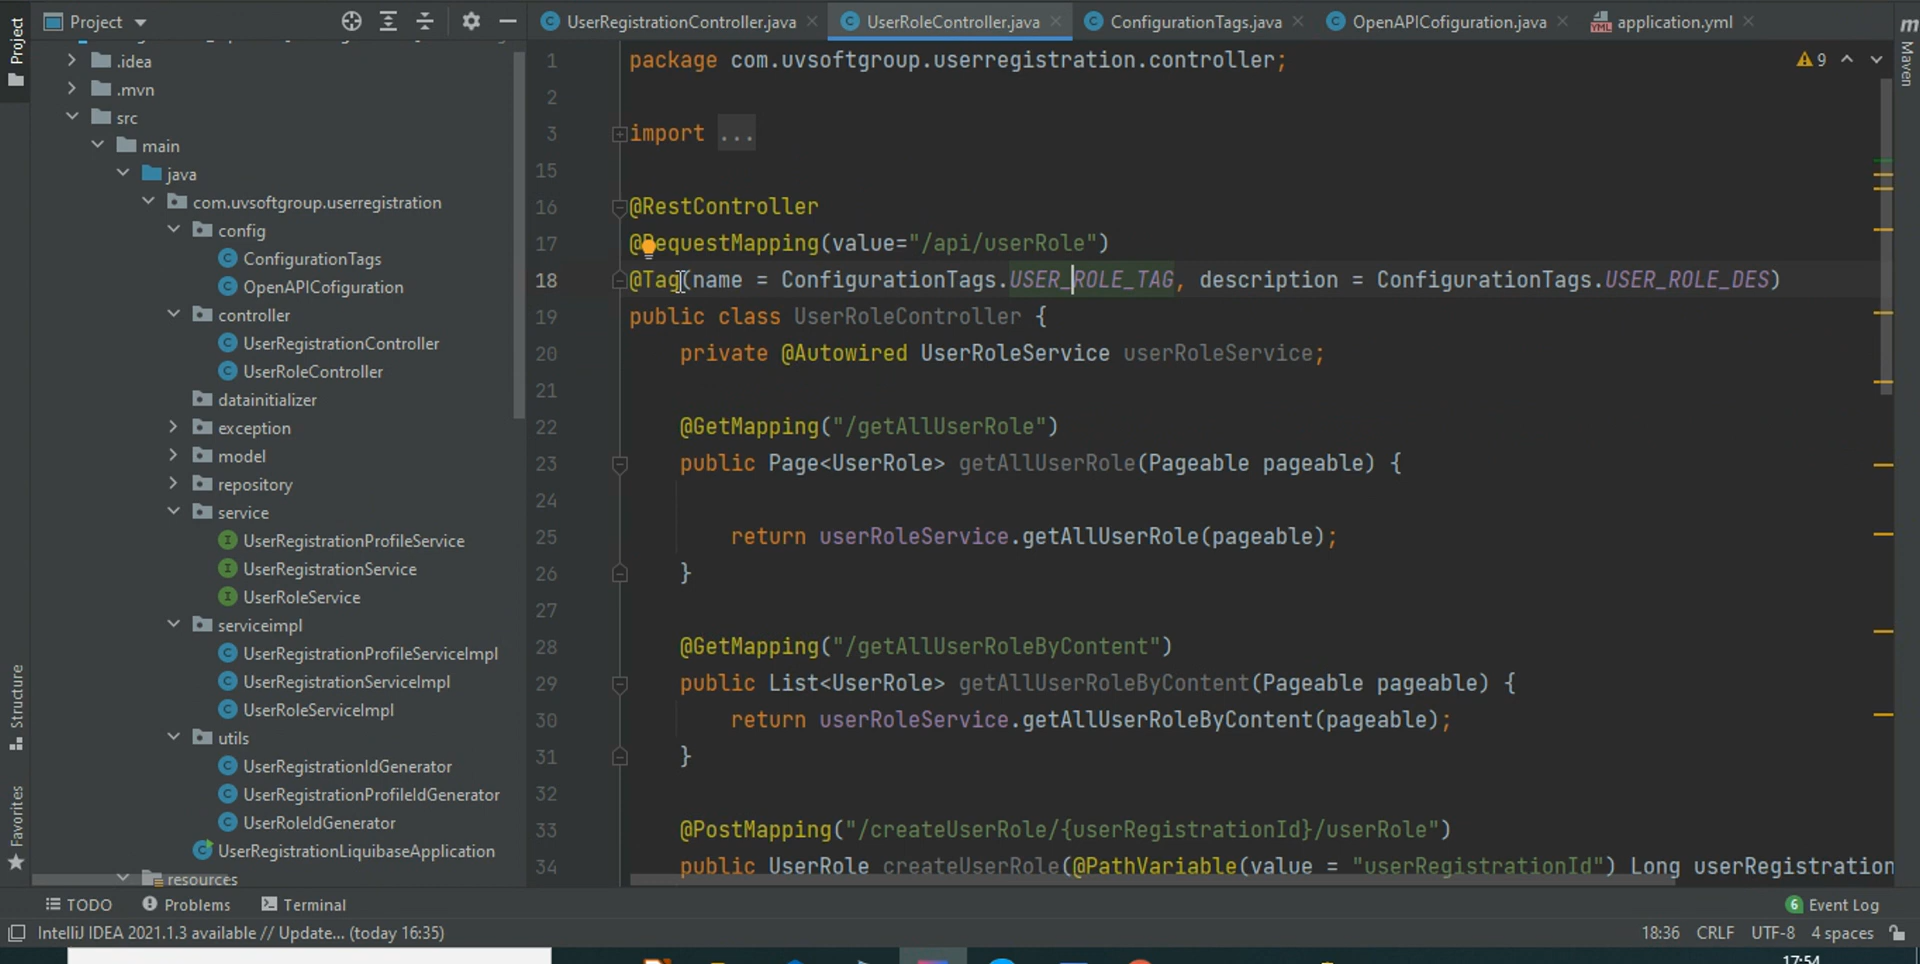 Project
UserRegistrationController.java
UserRoleController.java
ConfigurationTags.java
OpenAPICofiguration.java
application.yml
m
Maven
Project
Structure
Favorites
.idea
.mvn
src
main
java
com.uvsoftgroup.userregistration
config
ConfigurationTags
OpenAPICofiguration
controller
UserRegistrationController
UserRoleController
datainitializer
exception
model
repository
service
UserRegistrationProfileService
UserRegistrationService
UserRoleService
serviceimpl
UserRegistrationProfileServiceImpl
UserRegistrationServiceImpl
UserRoleServiceImpl
utils
UserRegistrationIdGenerator
UserRegistrationProfileIdGenerator
UserRoleIdGenerator
UserRegistrationLiquibaseApplication
resources
9
1 package com.uvsoftgroup.userregistration.controller;
2
3 import ...
15
16 @RestController
17 @RequestMapping(value="/api/userRole")
18 @Tag(name = ConfigurationTags.USER_ROLE_TAG, description = ConfigurationTags.USER_ROLE_DES)
19 public class UserRoleController {
20 private @Autowired UserRoleService userRoleService;
21
22 @GetMapping("/getAllUserRole")
23 public Page<UserRole> getAllUserRole(Pageable pageable) {
24
25 return userRoleService.getAllUserRole(pageable);
26 }
27
28 @GetMapping("/getAllUserRoleByContent")
29 public List<UserRole> getAllUserRoleByContent(Pageable pageable) {
30 return userRoleService.getAllUserRoleByContent(pageable);
31 }
32
33 @PostMapping("/createUserRole/{userRegistrationId}/userRole")
34 public UserRole createUserRole(@PathVariable(value = "userRegistrationId") Long userRegistration
TODO
Problems
Terminal
6 Event Log
IntelliJ IDEA 2021.1.3 available // Update... (today 16:35)
18:36 CRLF UTF-8 4 spaces
17:54